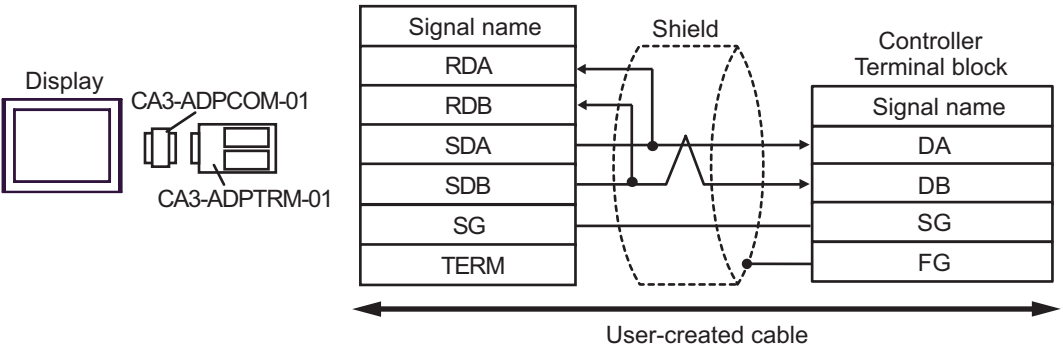 Display
CA3-ADPCOM-01
CA3-ADPTRM-01
Signal name
RDA
RDB
SDA
SDB
SG
TERM
Shield
Controller
Terminal block
Signal name
DA
DB
SG
FG
User-created cable